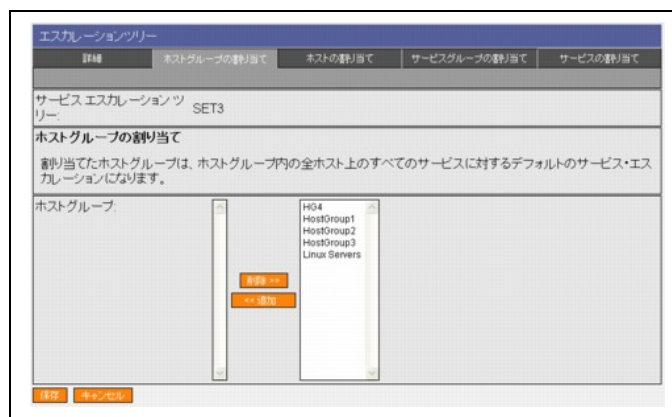 エスカレーションツリー
詳細 ホストグループの割り当て ホストの割り当て サービスグループの割り当て サービスの割り当て
サービス エスカレーション ツ
リー:
SET3
ホストグループの割り当て
割り当てたホストグループは、ホストグループ内の全ホスト上のすべてのサービスに対するデフォルトのサービス・エス
カレーションになります。
ホストグループ:
HG4
HostGroup1
HostGroup2
HostGroup3
Linux Servers
削除 >>
<< 追加
保存 キャンセル